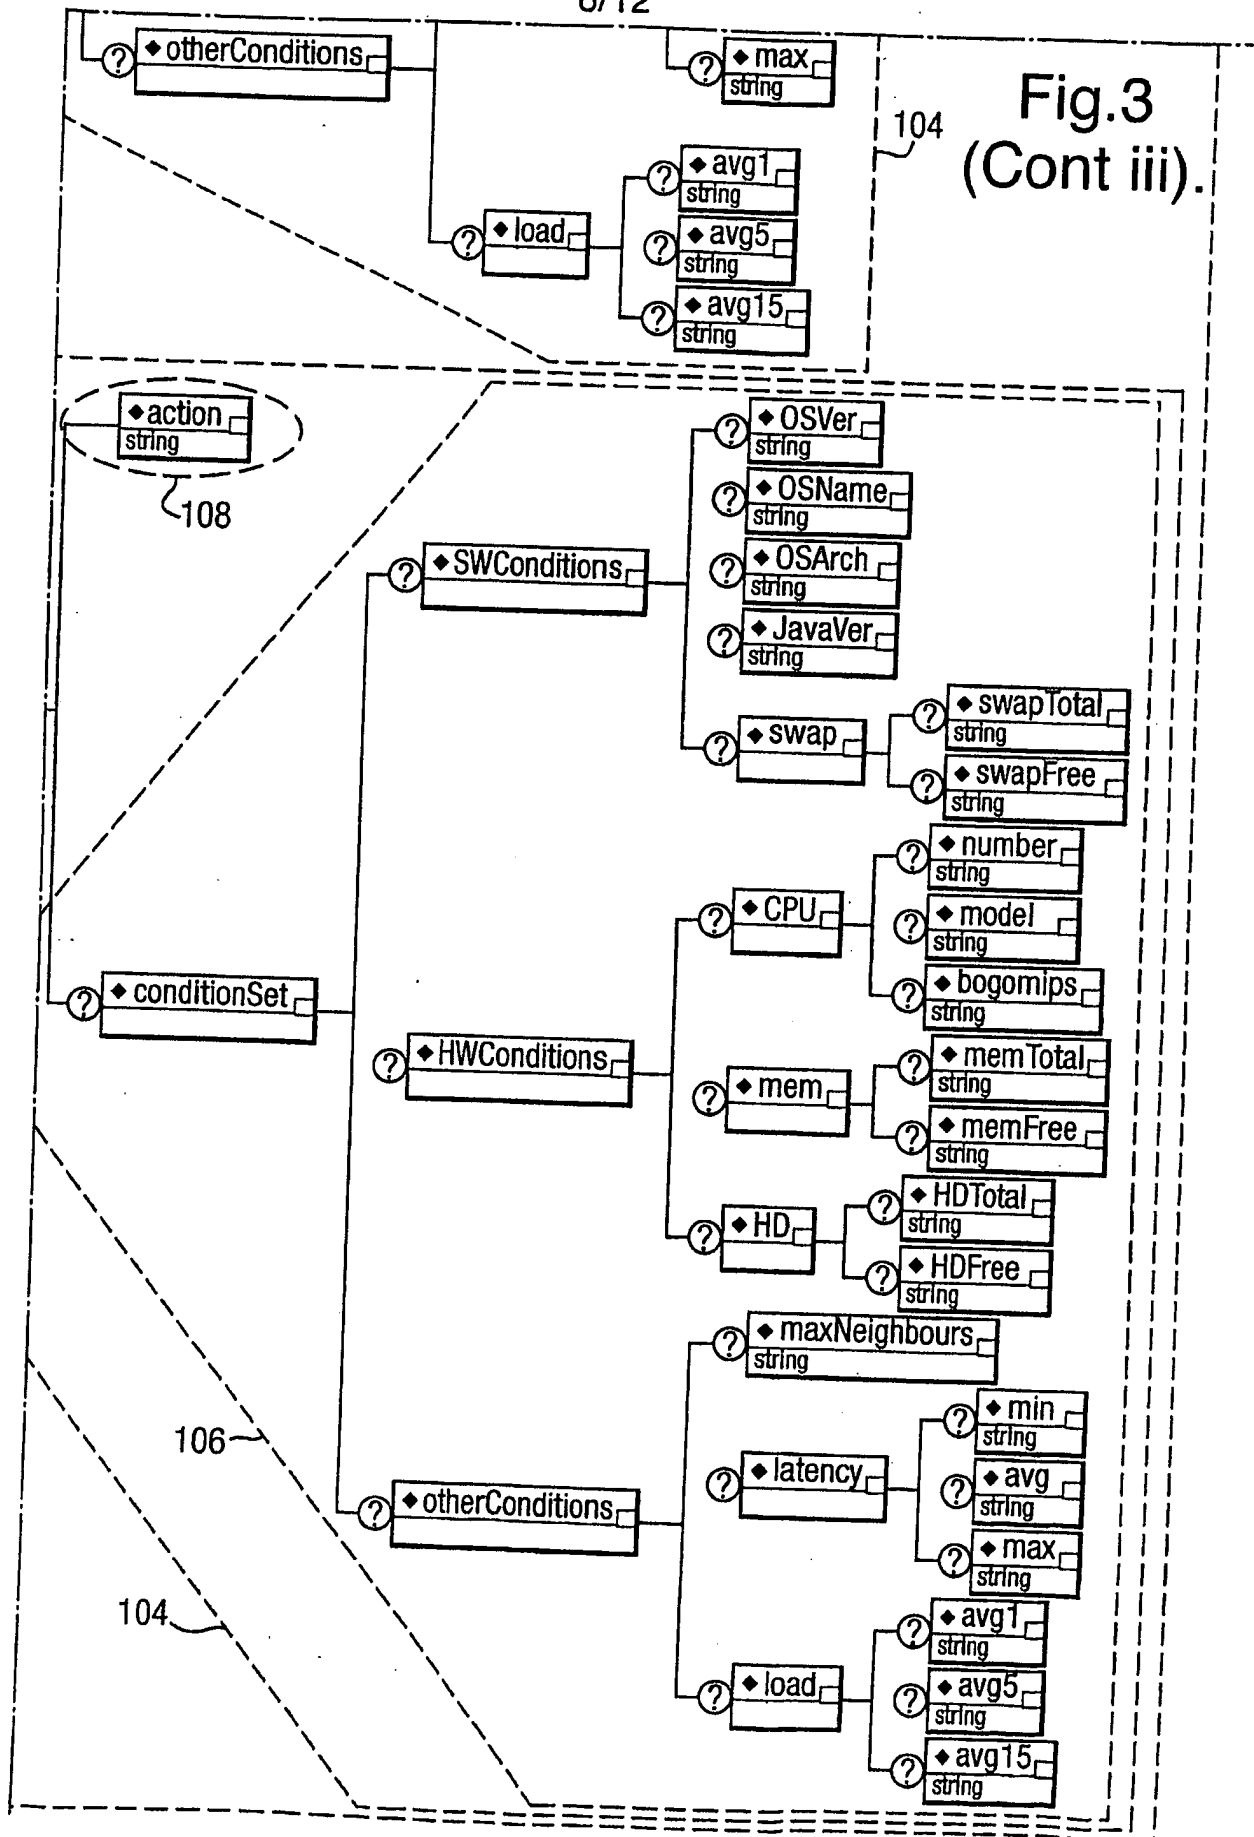 6/12
Fig.3
(Cont iii).
? ◆ otherConditions
? ◆ max
string
104
? ◆ load
? ◆ avg1
string
? ◆ avg5
string
? ◆ avg15
string
◆ action
string
108
? ◆ conditionSet
? ◆ SWConditions
? ◆ OSVer
string
? ◆ OSName
string
? ◆ OSArch
string
? ◆ JavaVer
string
? ◆ swap
? ◆ swapTotal
string
? ◆ swapFree
string
? ◆ HWConditions
? ◆ CPU
? ◆ number
string
? ◆ model
string
? ◆ bogomips
string
? ◆ mem
? ◆ memTotal
string
? ◆ memFree
string
? ◆ HD
? ◆ HDTotal
string
? ◆ HDFree
string
? ◆ otherConditions
? ◆ maxNeighbours
string
? ◆ latency
? ◆ min
string
? ◆ avg
string
? ◆ max
string
? ◆ load
? ◆ avg1
string
? ◆ avg5
string
? ◆ avg15
string
106
104